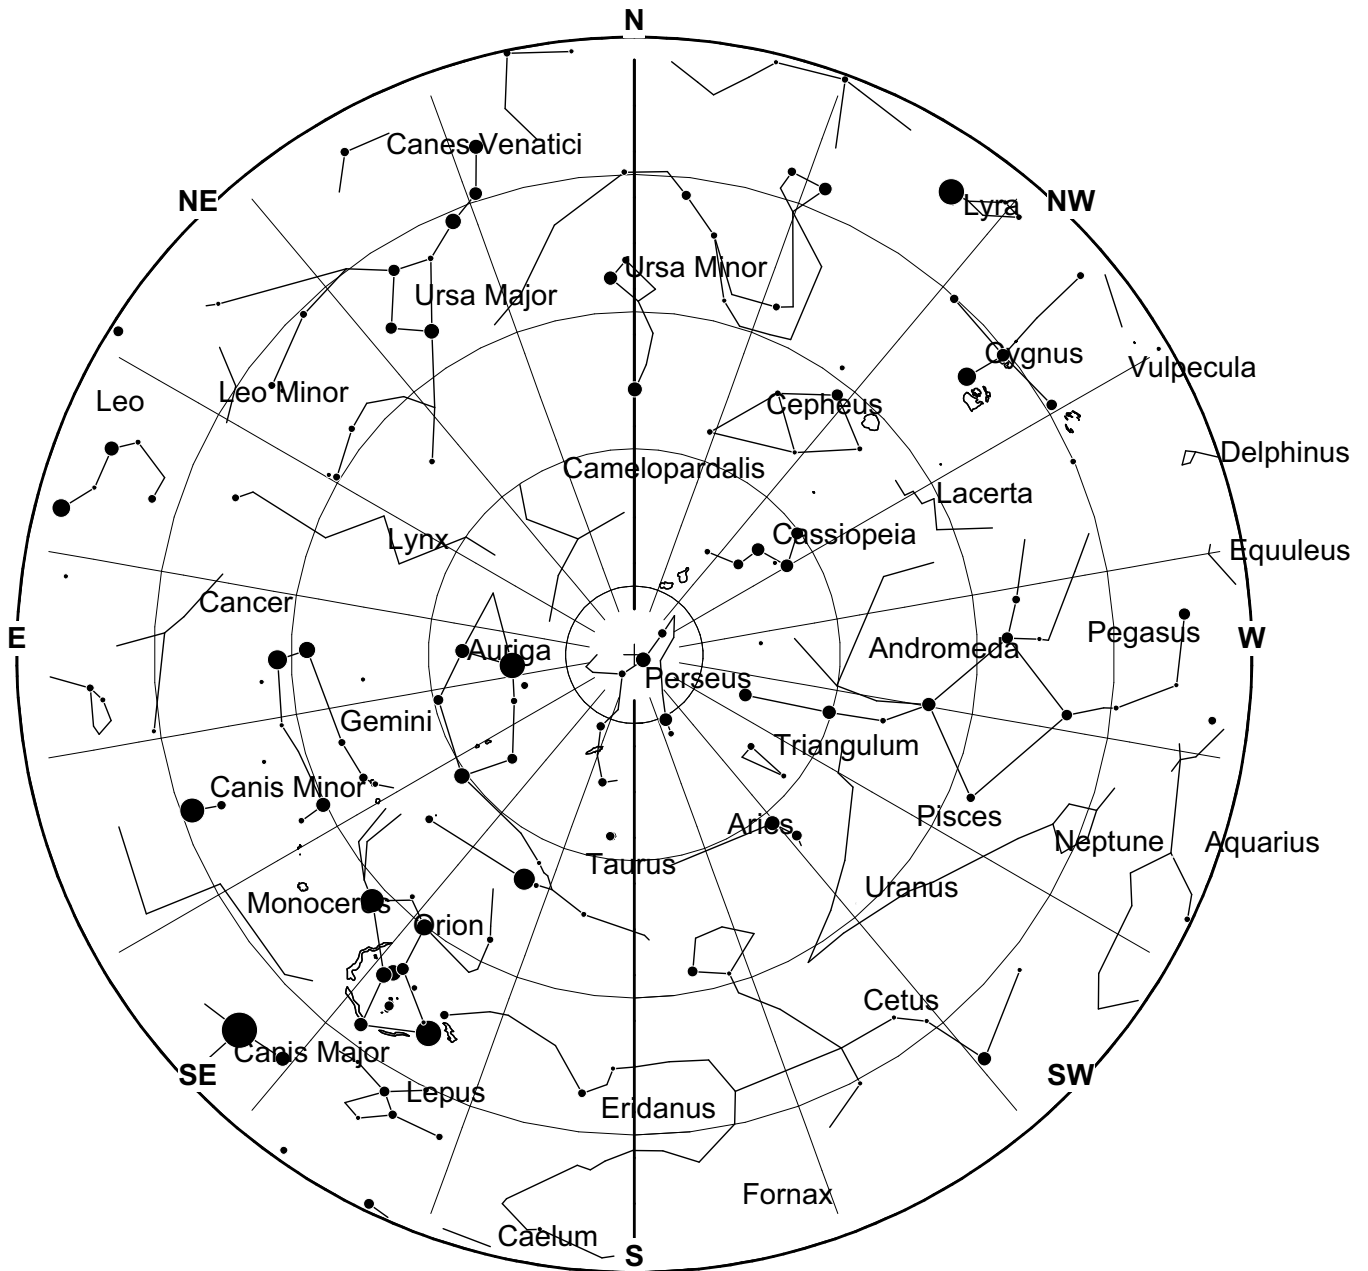 N
Canes Venatici
NE
NW
Lyra
Ursa Minor
Ursa Major
Cygnus
Vulpecula
Leo Minor
Leo
Cepheus
Delphinus
Camelopardalis
Lacerta
Cassiopeia
Lynx
Equuleus
Cancer
E
Pegasus
W
Auriga
Andromeda
Perseus
Gemini
Triangulum
Canis Minor
Pisces
Aries
Neptune
Aquarius
Taurus
Uranus
Monoceros
Orion
Cetus
Canis Major
SE
SW
Lepus
Eridanus
Fornax
Caelum
S